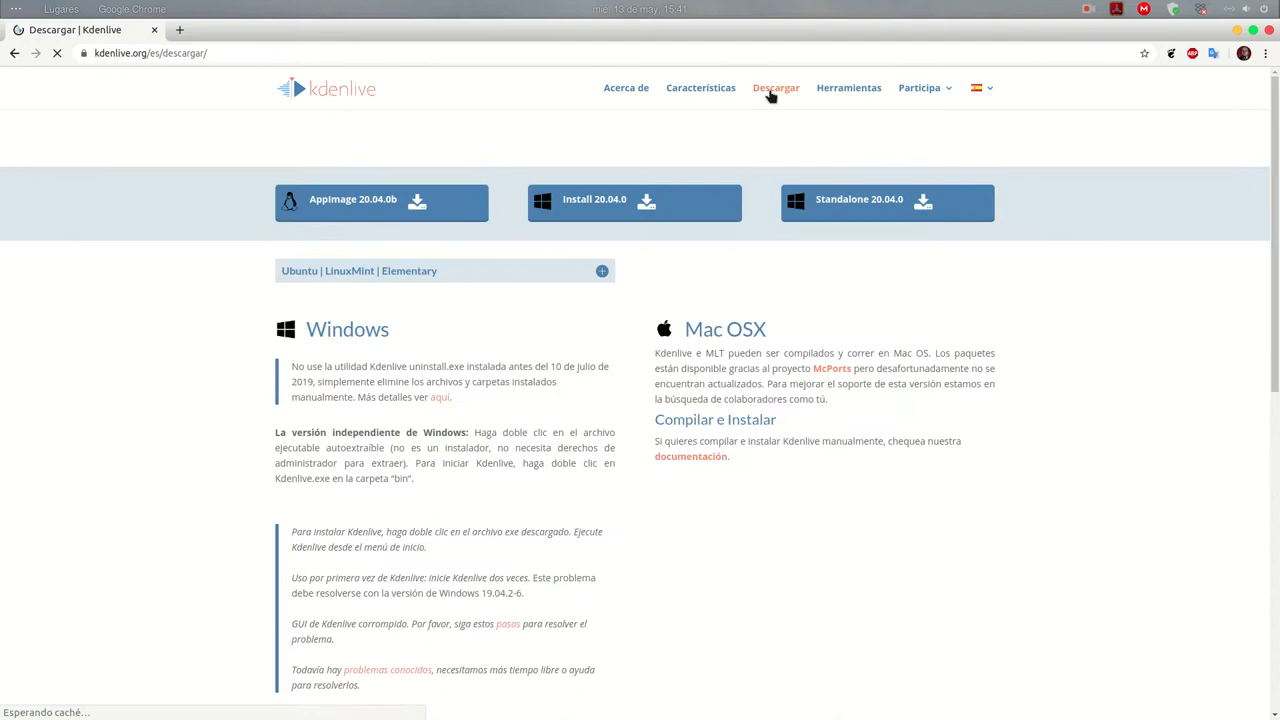 Lugares
Google Chrome
mié, 13 de may, 15:41
Descargar | Kdenlive
kdenlive.org/es/descargar/
ABP
kdenlive
Acerca de
Características
Descargar
Herramientas
Participa
AppImage 20.04.0b
Install 20.04.0
Standalone 20.04.0
Ubuntu | LinuxMint | Elementary
Windows
No use la utilidad Kdenlive uninstall.exe instalada antes del 10 de julio de
2019, simplemente elimine los archivos y carpetas instalados
manualmente. Más detalles ver aquí.
La versión independiente de Windows: Haga doble clic en el archivo
ejecutable autoextraíble (no es un instalador, no necesita derechos de
administrador para extraer). Para iniciar Kdenlive, haga doble clic en
Kdenlive.exe en la carpeta “bin”.
Para instalar Kdenlive, haga doble clic en el archivo exe descargado. Ejecute
Kdenlive desde el menú de inicio.
Uso por primera vez de Kdenlive: inicie Kdenlive dos veces. Este problema
debe resolverse con la versión de Windows 19.04.2-6.
GUI de Kdenlive corrompido. Por favor, siga estos pasos para resolver el
problema.
Todavía hay problemas conocidos, necesitamos más tiempo libre o ayuda
para resolverlos.
Mac OSX
Kdenlive e MLT pueden ser compilados y correr en Mac OS. Los paquetes
están disponible gracias al proyecto McPorts pero desafortunadamente no se
encuentran actualizados. Para mejorar el soporte de esta versión estamos en
la búsqueda de colaboradores como tú.
Compilar e Instalar
Si quieres compilar e instalar Kdenlive manualmente, chequea nuestra
documentación.
Esperando caché…